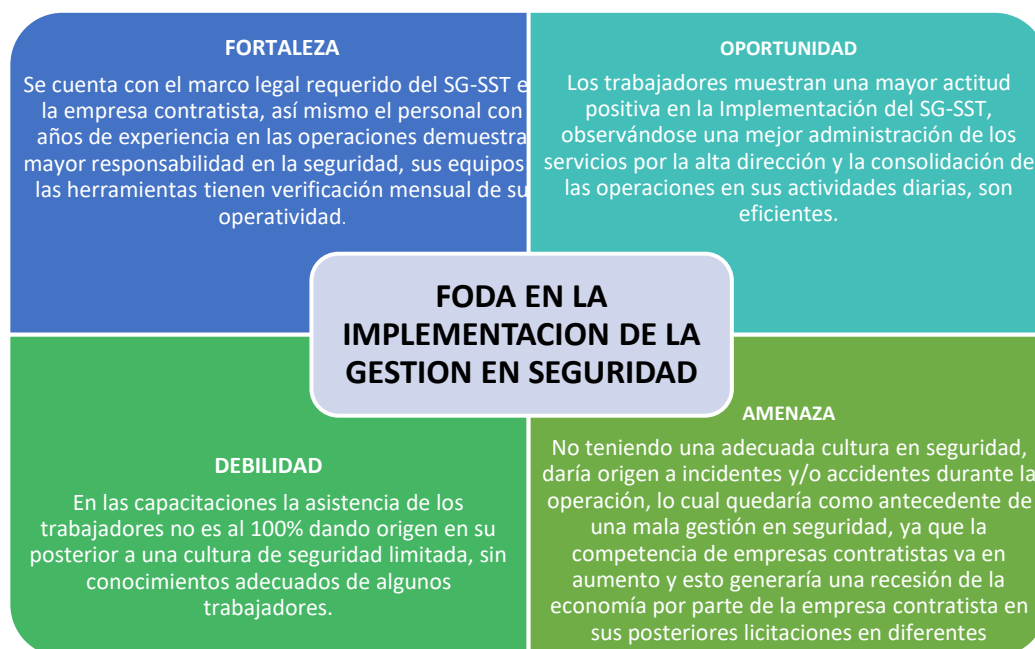 FORTALEZA
Se cuenta con el marco legal requerido del SG-SST e
la empresa contratista, así mismo el personal con
años de experiencia en las operaciones demuestra
mayor responsabilidad en la seguridad, sus equipos
las herramientas tienen verificación mensual de su
operatividad.
OPORTUNIDAD
Los trabajadores muestran una mayor actitud
positiva en la Implementación del SG-SST,
observándose una mejor administración de los
servicios por la alta dirección y la consolidación de
las operaciones en sus actividades diarias, son
eficientes.
FODA EN LA
IMPLEMENTACION DE LA
GESTION EN SEGURIDAD
DEBILIDAD
En las capacitaciones la asistencia de los
trabajadores no es al 100% dando origen en su
posterior a una cultura de seguridad limitada, sin
conocimientos adecuados de algunos
trabajadores.
AMENAZA
No teniendo una adecuada cultura en seguridad,
daría origen a incidentes y/o accidentes durante la
operación, lo cual quedaría como antecedente de
una mala gestión en seguridad, ya que la
competencia de empresas contratistas va en
aumento y esto generaría una recesión de la
economía por parte de la empresa contratista en
sus posteriores licitaciones en diferentes